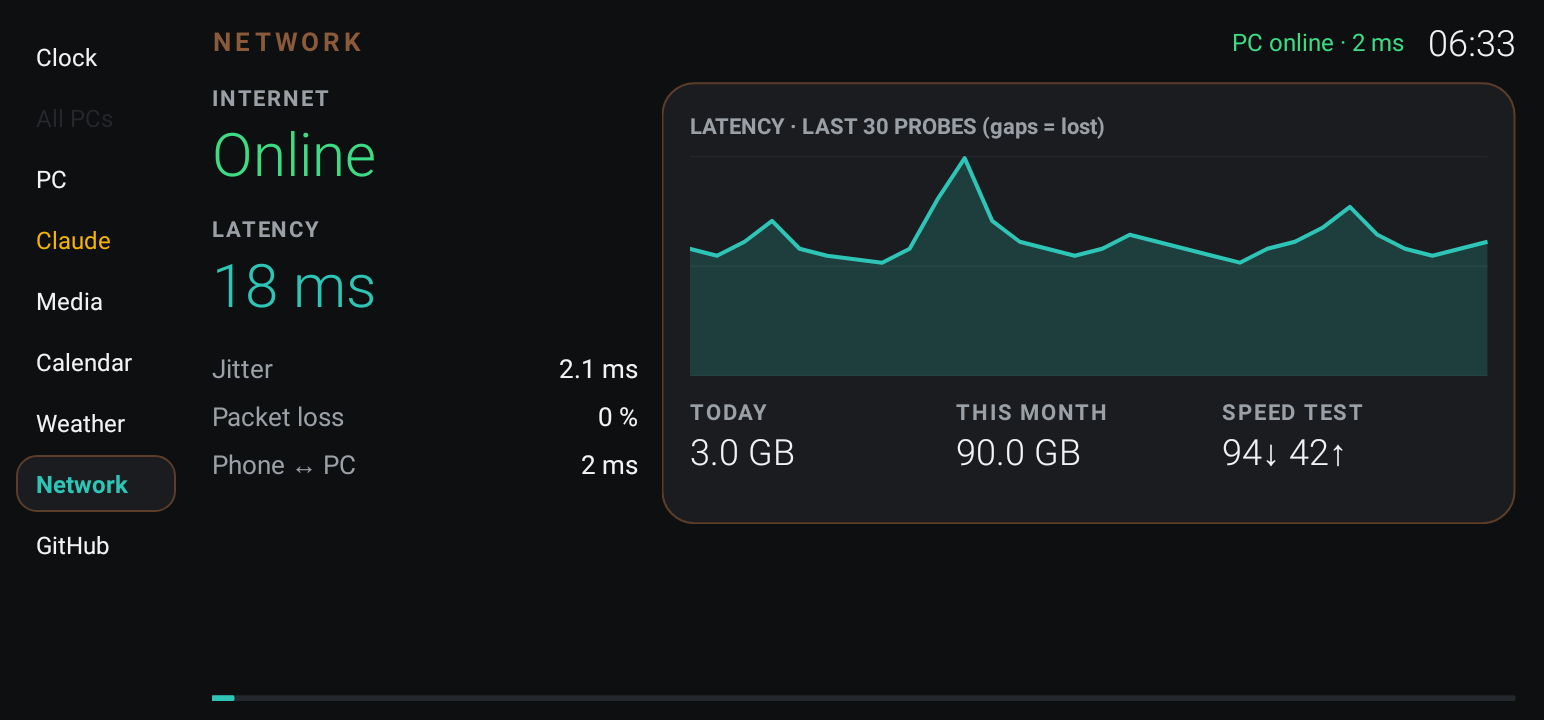 Clock
All PCs
PC
Claude
Media
Calendar
Weather
Network
GitHub
NETWORK
PC online · 2 ms 06:33
INTERNET
Online
LATENCY
18 ms
Jitter 2.1 ms
Packet loss 0 %
Phone ↔ PC 2 ms
LATENCY · LAST 30 PROBES (gaps = lost)
TODAY THIS MONTH SPEED TEST
3.0 GB 90.0 GB 94↓ 42↑